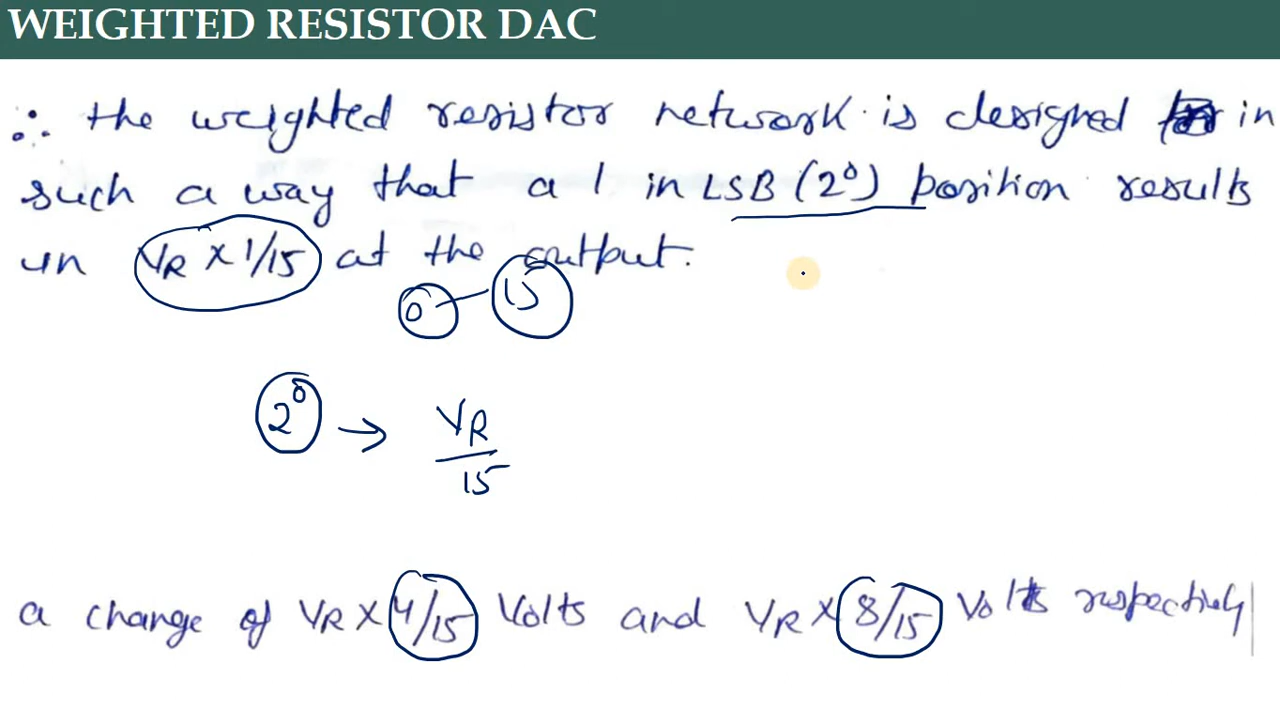 WEIGHTED RESISTOR DAC
∴ the weighted resistor network is designed in
such a way that a 1 in LSB (2⁰) position results
in VR X 1/15 at the output.
0 — 15
2⁰ → VR
15
a change of VR X 4/15 Volts and VR X 8/15 Volts respectively